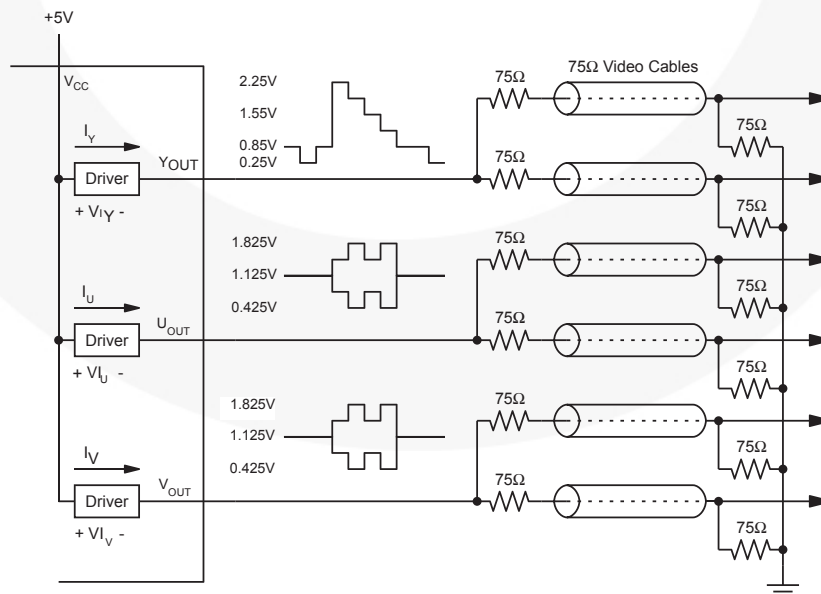 +5V
VCC
IY
Driver
+ VIY -
YOUT
2.25V
1.55V
0.85V
0.25V
75Ω
75Ω Video Cables
75Ω
75Ω
75Ω
1.825V
1.125V
0.425V
75Ω
75Ω
IU
Driver
+ VIU -
UOUT
75Ω
75Ω
1.825V
1.125V
0.425V
75Ω
75Ω
IV
Driver
+ VIV -
VOUT
75Ω
75Ω